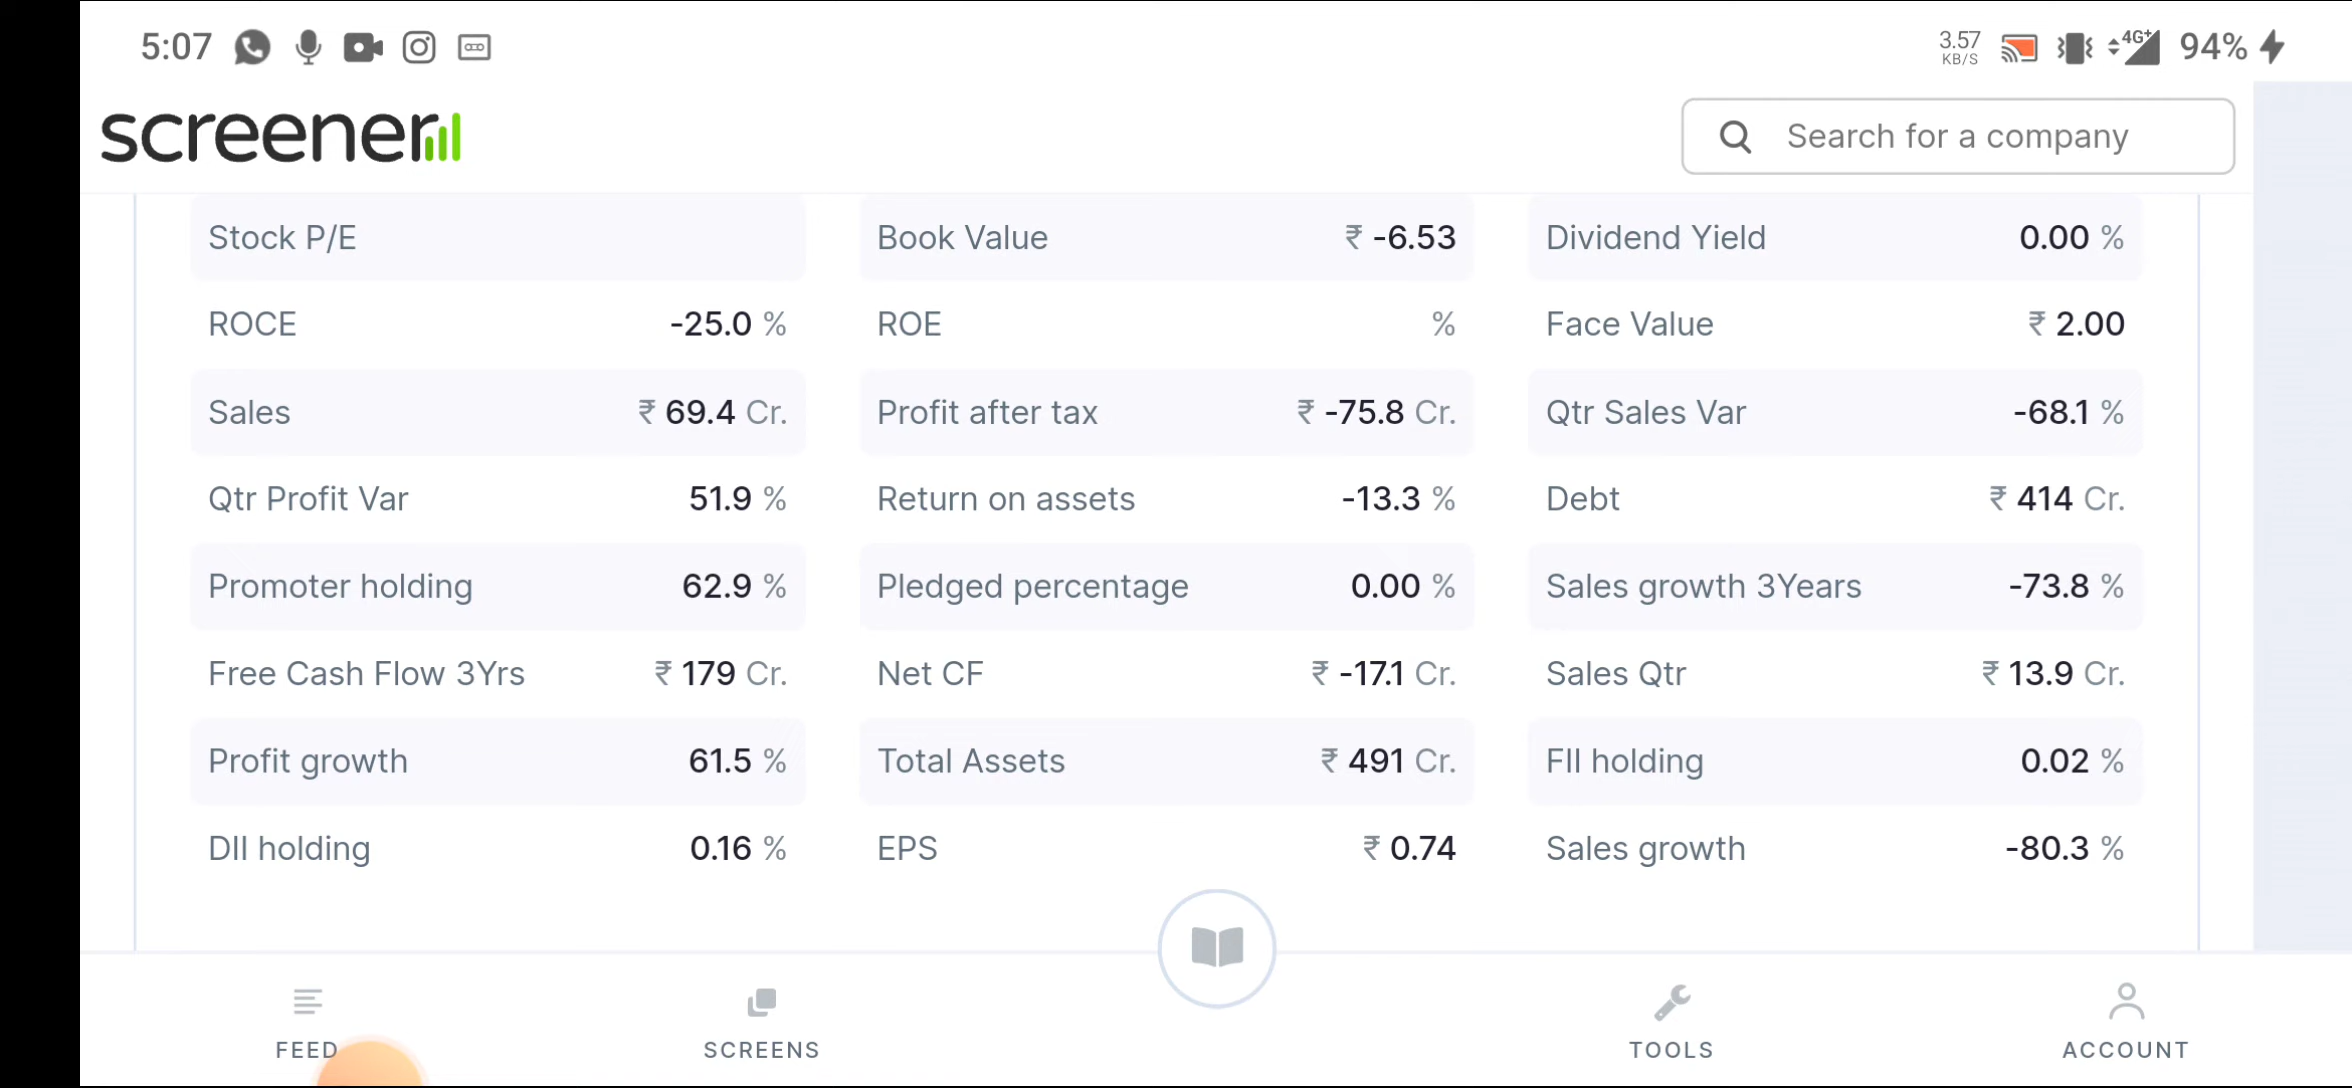 5:07 3.57 KB/S 4G+ 94%
screener Search for a company
Stock P/E Book Value ₹ -6.53 Dividend Yield 0.00 %
ROCE -25.0 % ROE % Face Value ₹ 2.00
Sales ₹ 69.4 Cr. Profit after tax ₹ -75.8 Cr. Qtr Sales Var -68.1 %
Qtr Profit Var 51.9 % Return on assets -13.3 % Debt ₹ 414 Cr.
Promoter holding 62.9 % Pledged percentage 0.00 % Sales growth 3Years -73.8 %
Free Cash Flow 3Yrs ₹ 179 Cr. Net CF ₹ -17.1 Cr. Sales Qtr ₹ 13.9 Cr.
Profit growth 61.5 % Total Assets ₹ 491 Cr. FII holding 0.02 %
DII holding 0.16 % EPS ₹ 0.74 Sales growth -80.3 %
FEED SCREENS TOOLS ACCOUNT